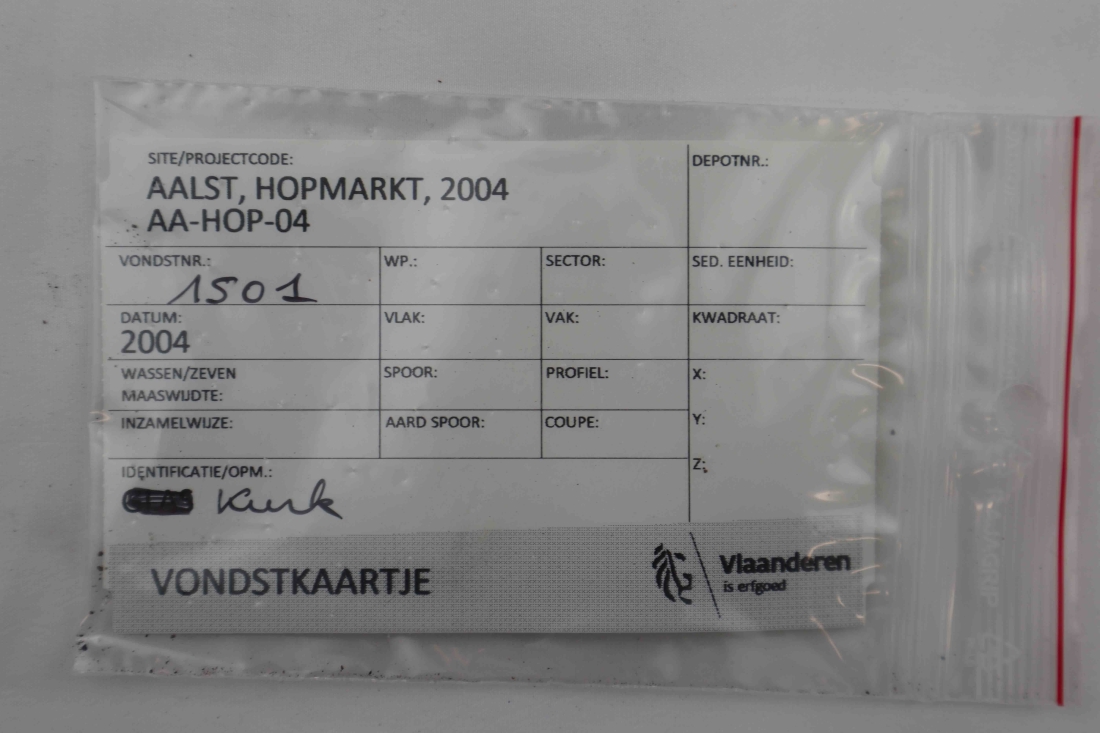 SITE/PROJECTCODE:
AALST, HOPMARKT, 2004
AA-HOP-04
DEPOTNR.:
VONDSTNR.:
1501
WP.:
SECTOR:
SED. EENHEID:
DATUM:
2004
VLAK:
VAK:
KWADRAAT:
WASSEN/ZEVEN
MAASWIJDTE:
SPOOR:
PROFIEL:
X:
INZAMELWIJZE:
AARD SPOOR:
COUPE:
Y:
Z:
IDENTIFICATIE/OPM.:
Kurk
VONDSTKAARTJE
Vlaanderen
is erfgoed